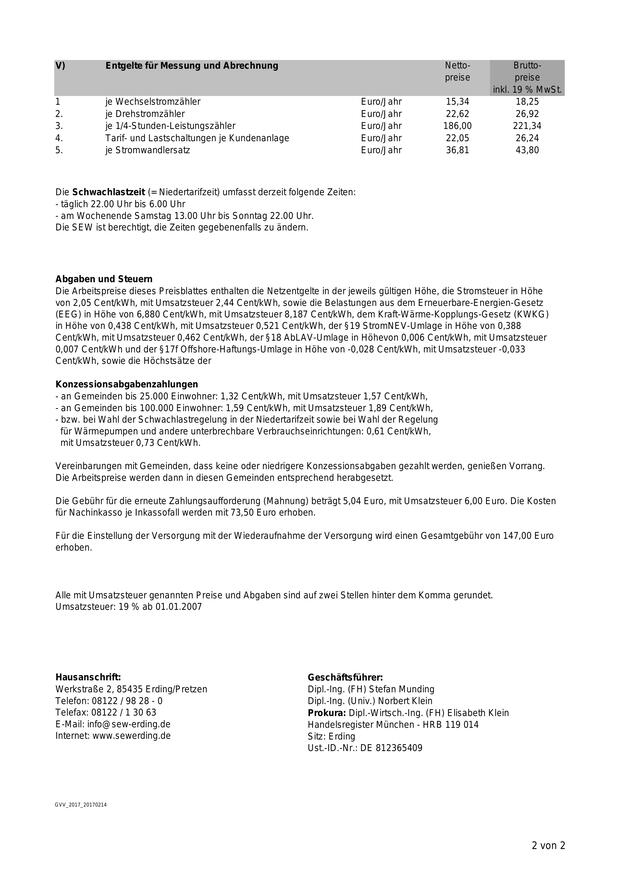 V) Entgelte für Messung und Abrechnung Netto- Brutto-
preise preise
inkl. 19 % MwSt.
1 je Wechselstromzähler Euro/Jahr 15,34 18,25
2. je Drehstromzähler Euro/Jahr 22,62 26,92
3. je 1/4-Stunden-Leistungszähler Euro/Jahr 186,00 221,34
4. Tarif- und Lastschaltungen je Kundenanlage Euro/Jahr 22,05 26,24
5. je Stromwandlersatz Euro/Jahr 36,81 43,80
Die Schwachlastzeit (= Niedertarifzeit) umfasst derzeit folgende Zeiten:
- täglich 22.00 Uhr bis 6.00 Uhr
- am Wochenende Samstag 13.00 Uhr bis Sonntag 22.00 Uhr.
Die SEW ist berechtigt, die Zeiten gegebenenfalls zu ändern.
Abgaben und Steuern
Die Arbeitspreise dieses Preisblattes enthalten die Netzentgelte in der jeweils gültigen Höhe, die Stromsteuer in Höhe
von 2,05 Cent/kWh, mit Umsatzsteuer 2,44 Cent/kWh, sowie die Belastungen aus dem Erneuerbare-Energien-Gesetz
(EEG) in Höhe von 6,880 Cent/kWh, mit Umsatzsteuer 8,187 Cent/kWh, dem Kraft-Wärme-Kopplungs-Gesetz (KWKG)
in Höhe von 0,438 Cent/kWh, mit Umsatzsteuer 0,521 Cent/kWh, der §19 StromNEV-Umlage in Höhe von 0,388
Cent/kWh, mit Umsatzsteuer 0,462 Cent/kWh, der §18 AbLAV-Umlage in Höhevon 0,006 Cent/kWh, mit Umsatzsteuer
0,007 Cent/kWh und der §17f Offshore-Haftungs-Umlage in Höhe von -0,028 Cent/kWh, mit Umsatzsteuer -0,033
Cent/kWh, sowie die Höchstsätze der
Konzessionsabgabenzahlungen
- an Gemeinden bis 25.000 Einwohner: 1,32 Cent/kWh, mit Umsatzsteuer 1,57 Cent/kWh,
- an Gemeinden bis 100.000 Einwohner: 1,59 Cent/kWh, mit Umsatzsteuer 1,89 Cent/kWh,
- bzw. bei Wahl der Schwachlastregelung in der Niedertarifzeit sowie bei Wahl der Regelung
für Wärmepumpen und andere unterbrechbare Verbrauchseinrichtungen: 0,61 Cent/kWh,
mit Umsatzsteuer 0,73 Cent/kWh.
Vereinbarungen mit Gemeinden, dass keine oder niedrigere Konzessionsabgaben gezahlt werden, genießen Vorrang.
Die Arbeitspreise werden dann in diesen Gemeinden entsprechend herabgesetzt.
Die Gebühr für die erneute Zahlungsaufforderung (Mahnung) beträgt 5,04 Euro, mit Umsatzsteuer 6,00 Euro. Die Kosten
für Nachinkasso je Inkassofall werden mit 73,50 Euro erhoben.
Für die Einstellung der Versorgung mit der Wiederaufnahme der Versorgung wird einen Gesamtgebühr von 147,00 Euro
erhoben.
Alle mit Umsatzsteuer genannten Preise und Abgaben sind auf zwei Stellen hinter dem Komma gerundet.
Umsatzsteuer: 19 % ab 01.01.2007
Hausanschrift:
Werkstraße 2, 85435 Erding/Pretzen
Telefon: 08122 / 98 28 - 0
Telefax: 08122 / 1 30 63
E-Mail: info@sew-erding.de
Internet: www.sewerding.de
Geschäftsführer:
Dipl.-Ing. (FH) Stefan Munding
Dipl.-Ing. (Univ.) Norbert Klein
Prokura: Dipl.-Wirtsch.-Ing. (FH) Elisabeth Klein
Handelsregister München - HRB 119 014
Sitz: Erding
Ust.-ID.-Nr.: DE 812365409
GVV_2017_20170214
2 von 2